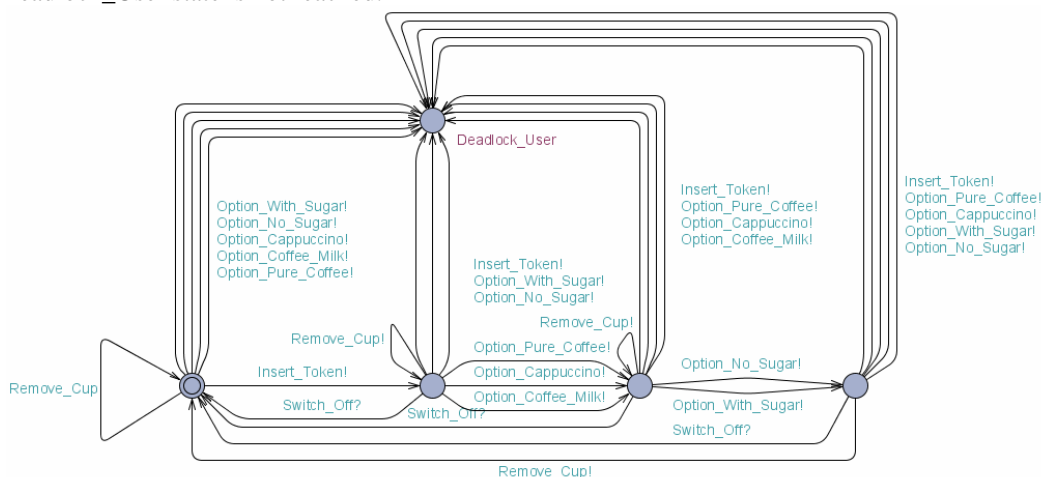 Deadlock_User
Option_With_Sugar!
Option_No_Sugar!
Option_Cappuccino!
Option_Coffee_Milk!
Option_Pure_Coffee!
Insert_Token!
Option_Pure_Coffee!
Option_Cappuccino!
Option_Coffee_Milk!
Insert_Token!
Option_Pure_Coffee!
Option_Cappuccino!
Option_With_Sugar!
Option_No_Sugar!
Insert_Token!
Option_With_Sugar!
Option_No_Sugar!
Remove_Cup!
Remove_Cup!
Option_Pure_Coffee!
Option_No_Sugar!
Remove_Cup
Insert_Token!
Option_Cappuccino!
Switch_Off?
Switch_Off?
Option_Coffee_Milk!
Option_With_Sugar!
Switch_Off?
Remove_Cup!